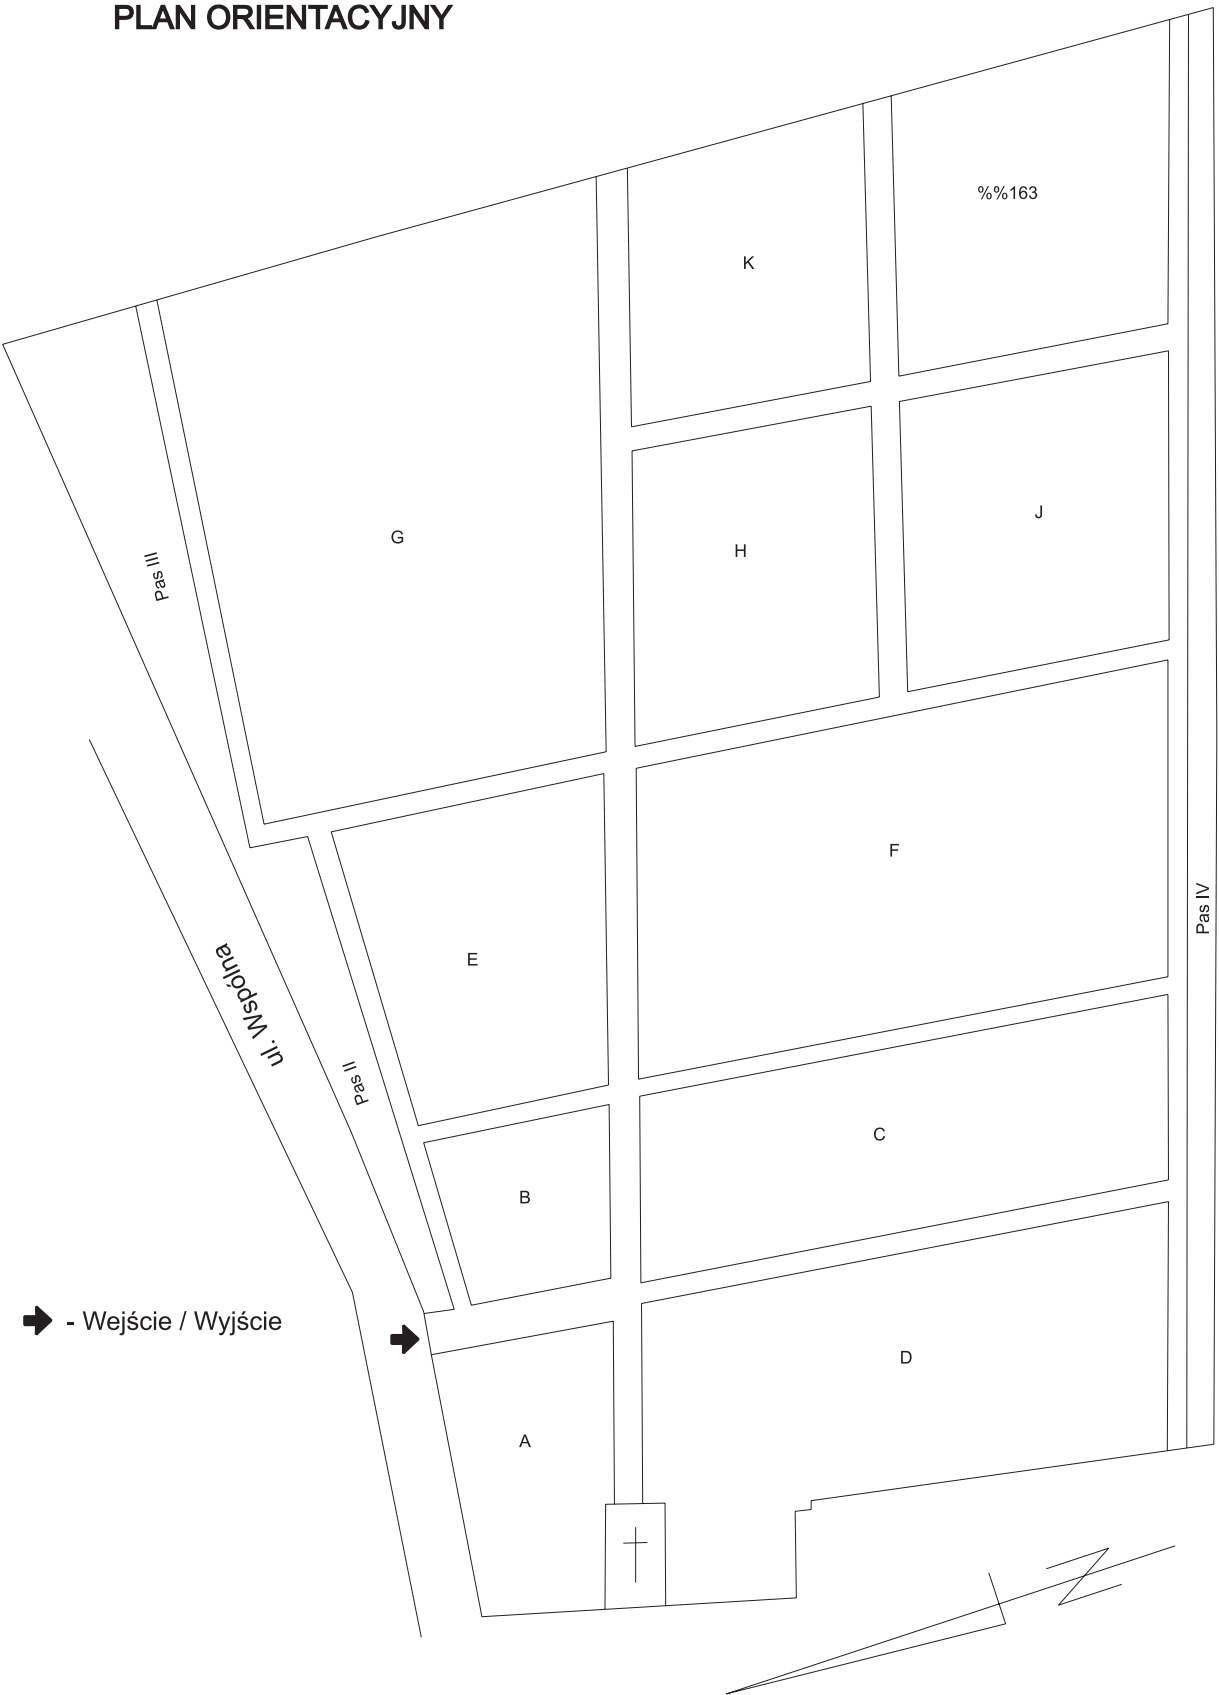 PLAN ORIENTACYJNY
%%163
K
J
G
H
Pas III
F
Pas IV
E
ul. Wspólna
Pas II
C
B
- Wejście / Wyjście
D
A
N